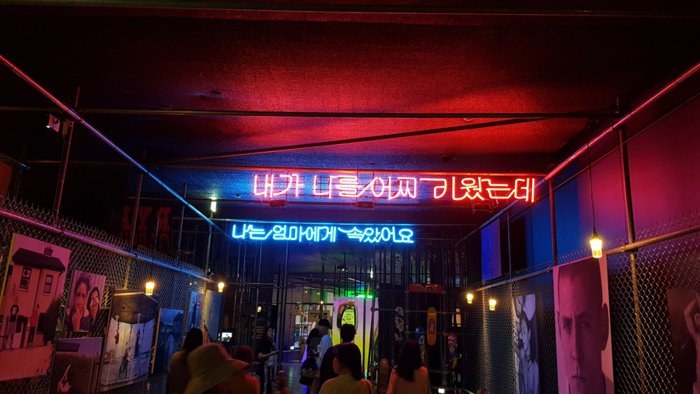 내가 너를 어찌 키웠는데
나는 엄마에게 속았어요